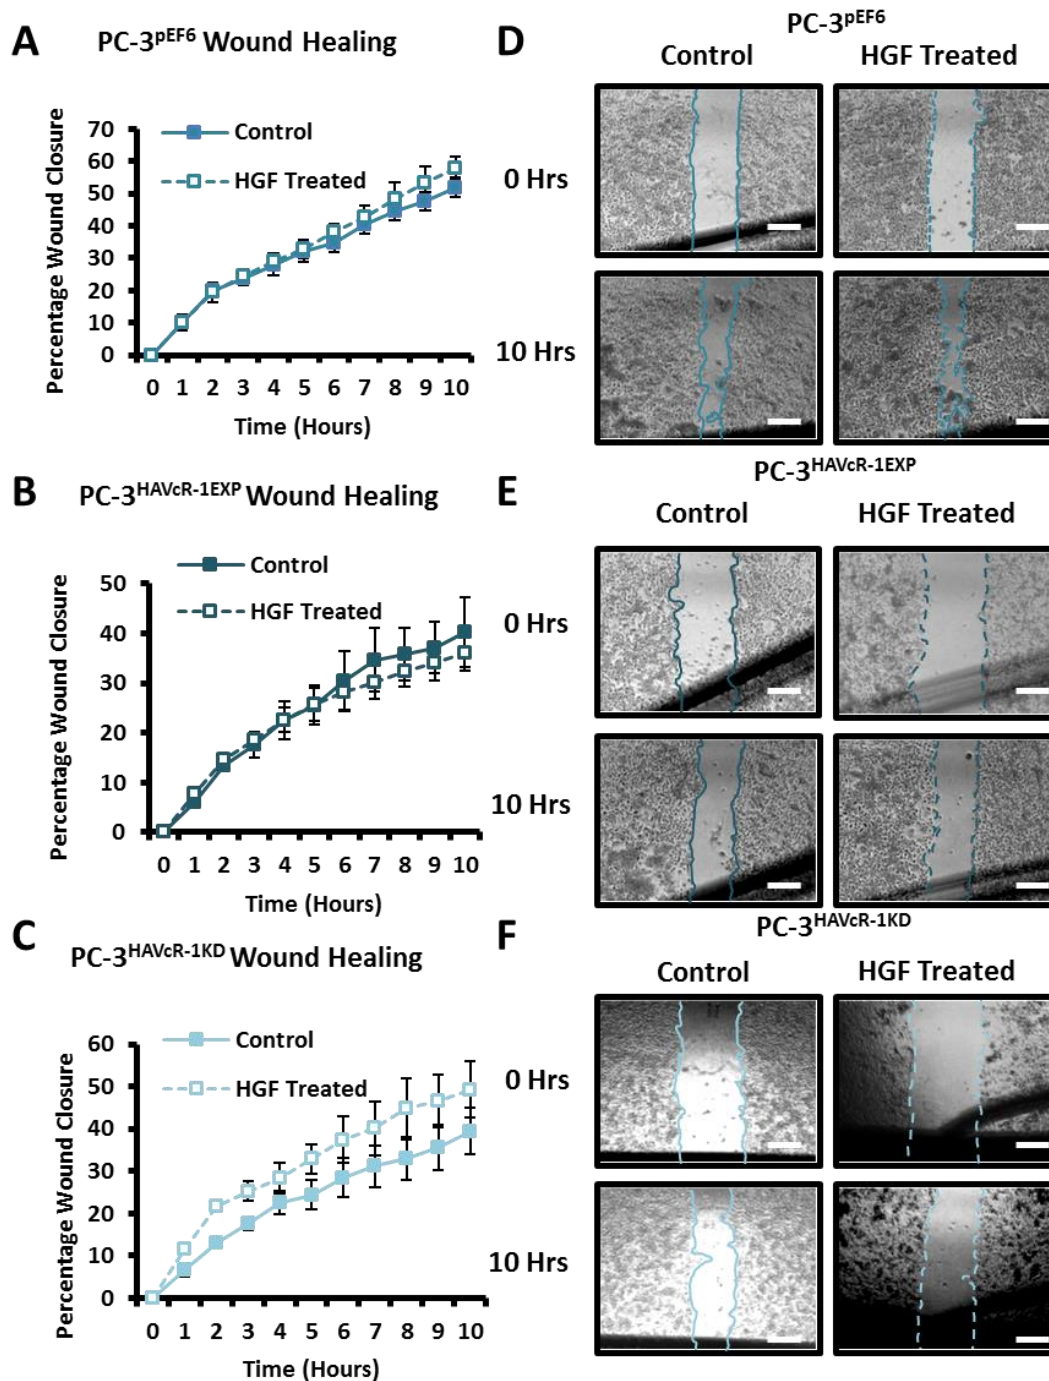 A
PC-3pEF6 Wound Healing
Control
HGF Treated
Percentage Wound Closure
70
60
50
40
30
20
10
0
0 1 2 3 4 5 6 7 8 9 10
Time (Hours)
B
PC-3HAVcR-1EXP Wound Healing
Control
HGF Treated
Percentage Wound Closure
50
40
30
20
10
0
0 1 2 3 4 5 6 7 8 9 10
Time (Hours)
C
PC-3HAVcR-1KD Wound Healing
Control
HGF Treated
Percentage Wound Closure
60
50
40
30
20
10
0
0 1 2 3 4 5 6 7 8 9 10
Time (Hours)
D
PC-3pEF6
Control HGF Treated
0 Hrs
10 Hrs
E
PC-3HAVcR-1EXP
Control HGF Treated
0 Hrs
10 Hrs
F
PC-3HAVcR-1KD
Control HGF Treated
0 Hrs
10 Hrs